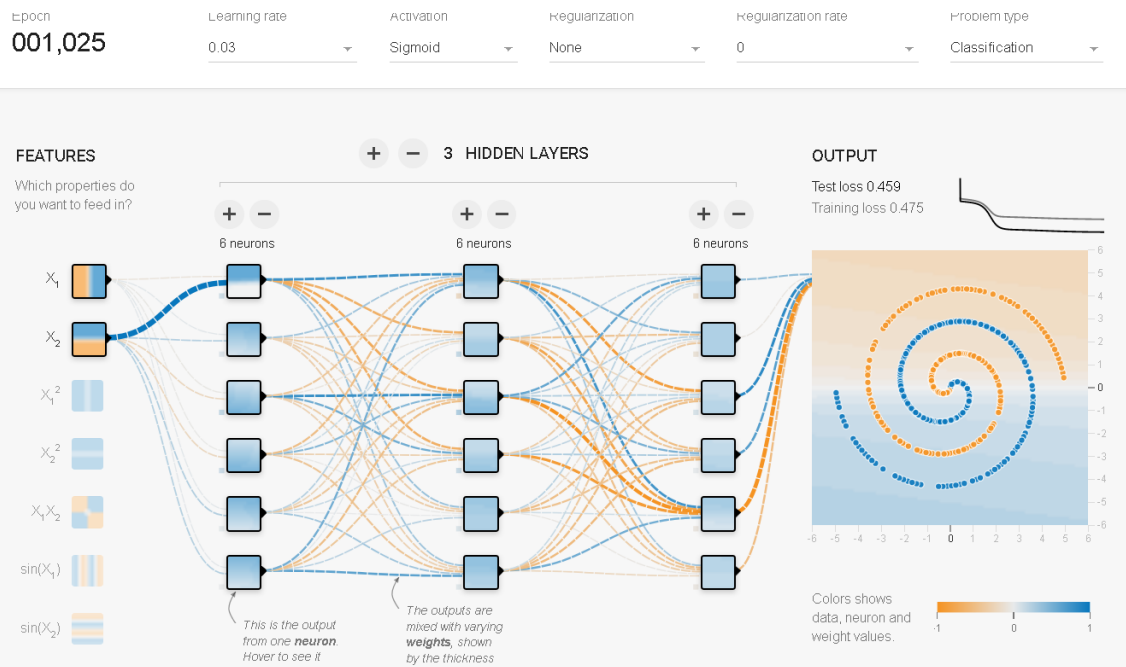 Epoch
001,025
Learning rate
0.03
Activation
Sigmoid
Regularization
None
Regularization rate
0
Problem type
Classification
FEATURES
Which properties do
you want to feed in?
X1
X2
X1²
X2²
X1X2
sin(X1)
sin(X2)
+ − 3 HIDDEN LAYERS
+ −
6 neurons
+ −
6 neurons
+ −
6 neurons
This is the output
from one neuron.
Hover to see it
The outputs are
mixed with varying
weights, shown
by the thickness
OUTPUT
Test loss 0.459
Training loss 0.475
6
5
4
3
2
1
0
-1
-2
-3
-4
-5
-6
-6 -5 -4 -3 -2 -1 0 1 2 3 4 5 6
Colors shows
data, neuron and
weight values.
-1 0 1